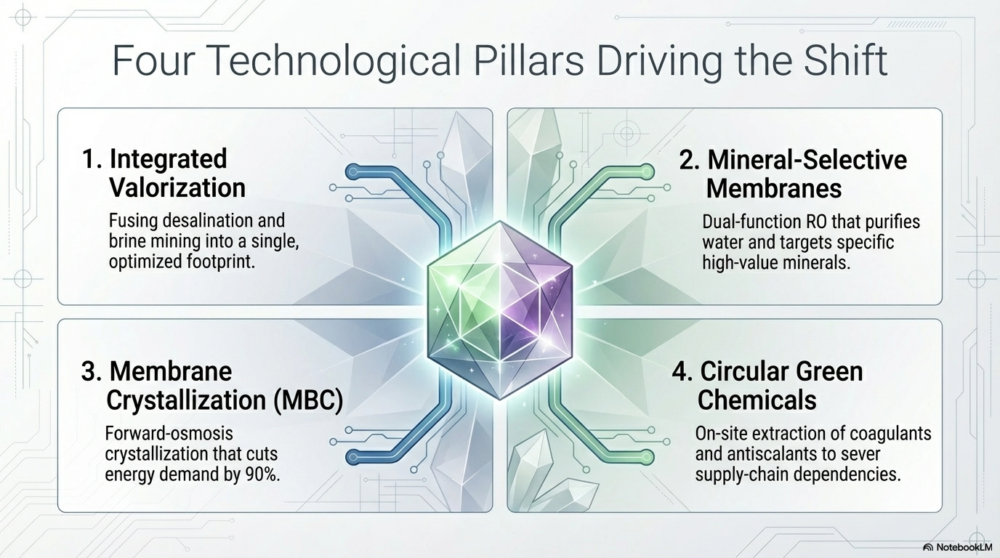 Four Technological Pillars Driving the Shift
1. Integrated
Valorization
Fusing desalination and
brine mining into a single,
optimized footprint.
2. Mineral-Selective
Membranes
Dual-function RO that purifies
water and targets specific
high-value minerals.
3. Membrane
Crystallization (MBC)
Forward-osmosis
crystallization that cuts
energy demand by 90%.
4. Circular Green
Chemicals
On-site extraction of coagulants
and antiscalants to sever
supply-chain dependencies.
NotebookLM